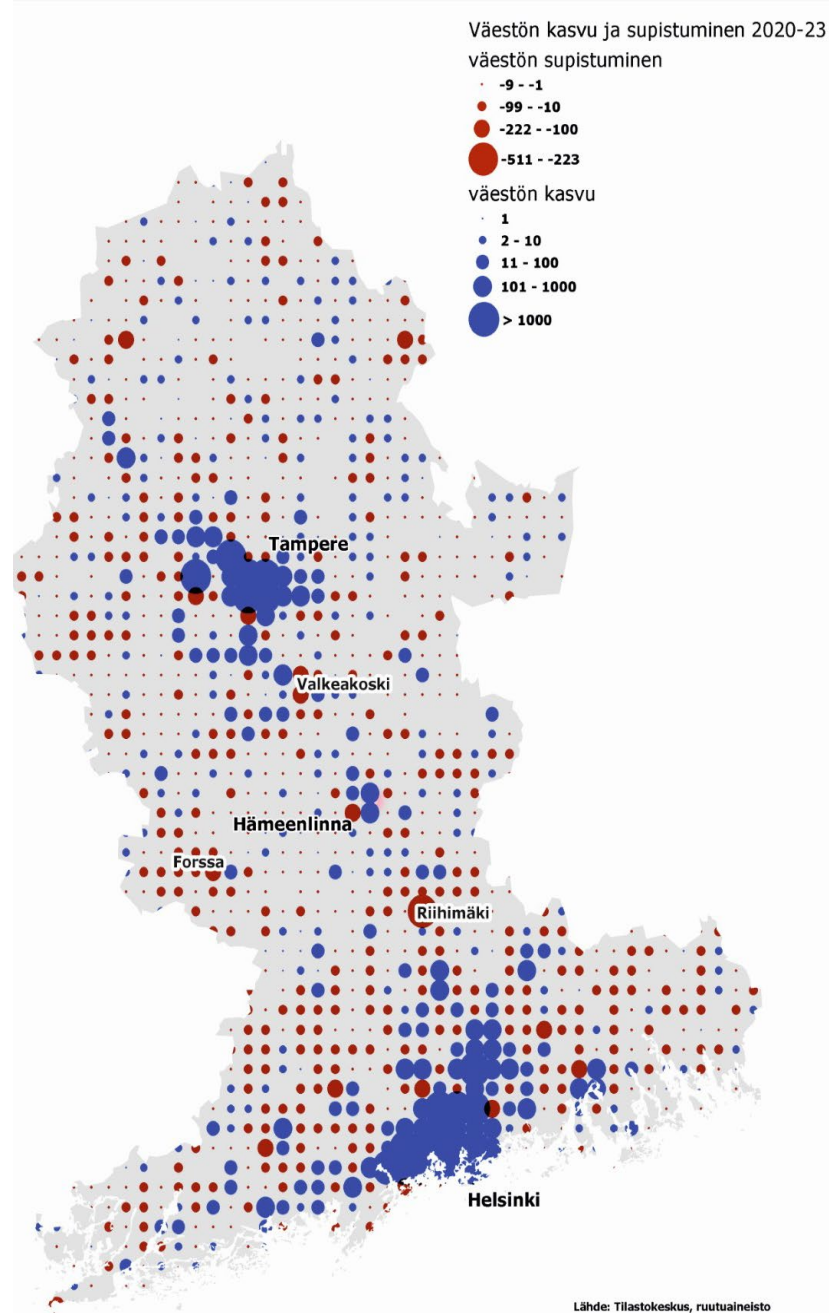 Väestön kasvu ja supistuminen 2020-23
väestön supistuminen
-9 - -1
-99 - -10
-222 - -100
-511 - -223
väestön kasvu
1
2 - 10
11 - 100
101 - 1000
> 1000
Tampere
Valkeakoski
Hämeenlinna
Forssa
Riihimäki
Helsinki
Lähde: Tilastokeskus, ruutuaineisto